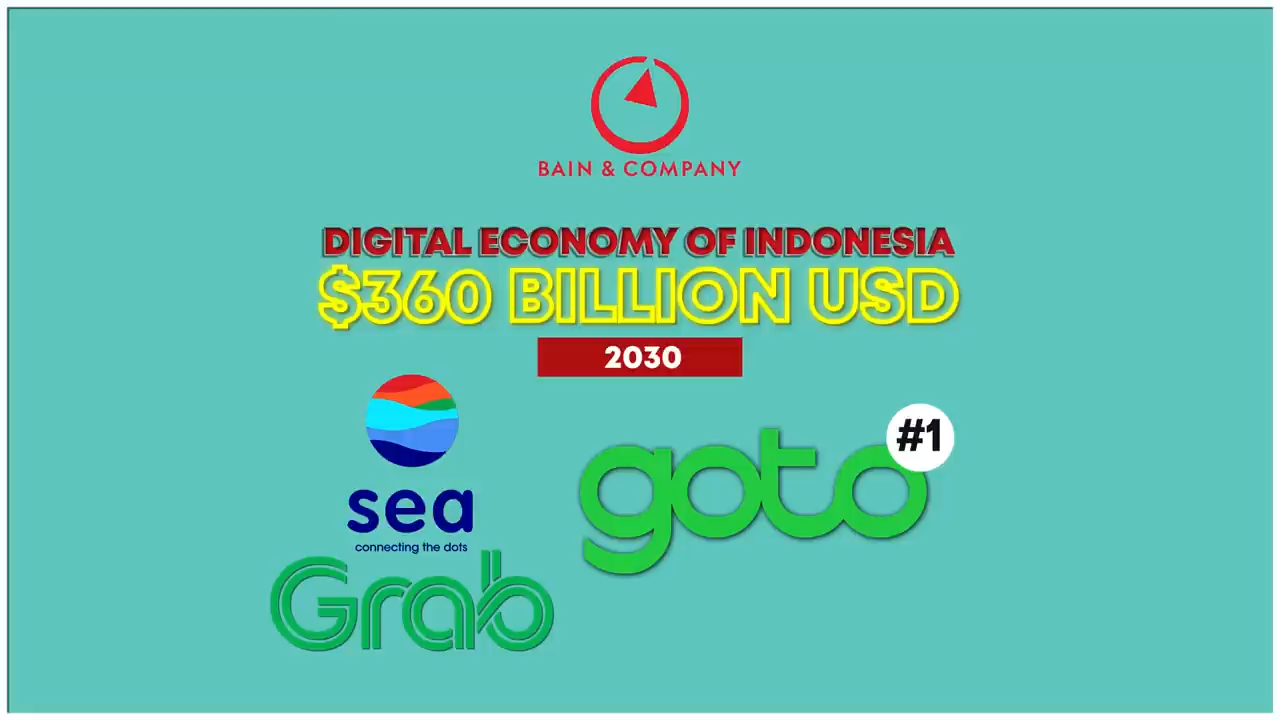 BAIN & COMPANY
DIGITAL ECONOMY OF INDONESIA
$360 BILLION USD
2030
sea
connecting the dots
Grab
goto
#1